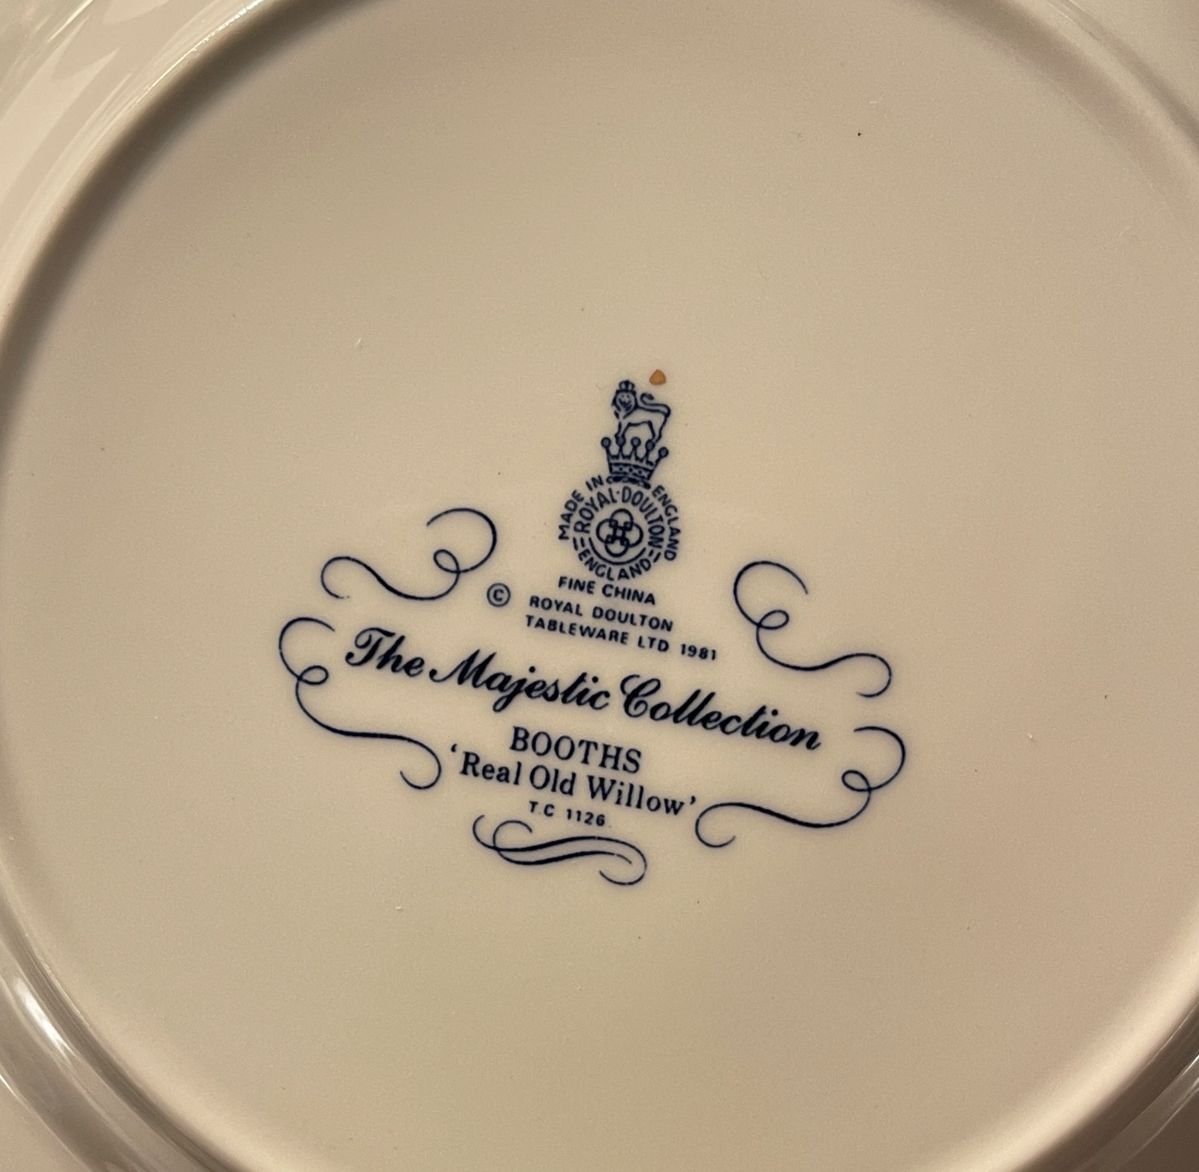 MADE IN ENGLAND
ROYAL·DOULTON
ENGLAND
FINE CHINA
© ROYAL DOULTON
TABLEWARE LTD 1981
The Majestic Collection
BOOTHS
‘Real Old Willow’
T.C 1126.